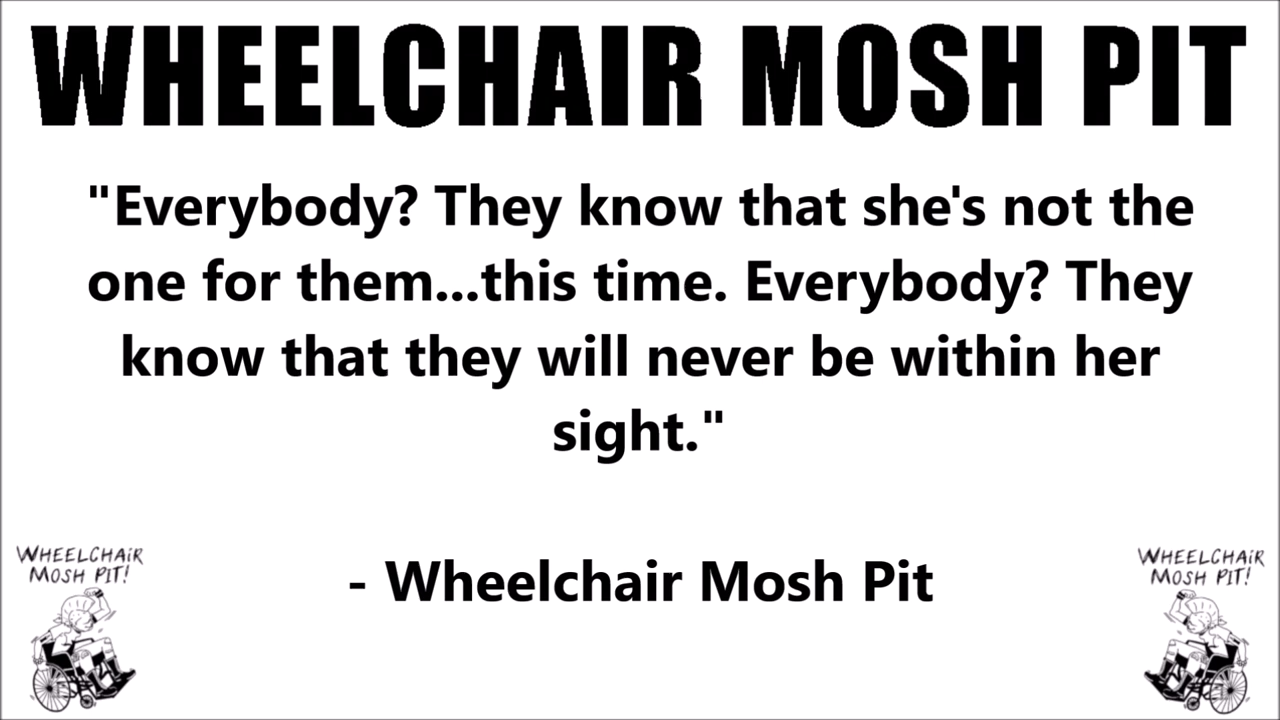 WHEELCHAIR MOSH PIT
"Everybody? They know that she's not the
one for them...this time. Everybody? They
know that they will never be within her
sight."
- Wheelchair Mosh Pit
WHEELCHAiR
MOSH PiT!
WHEELCHAiR
MOSH PiT!